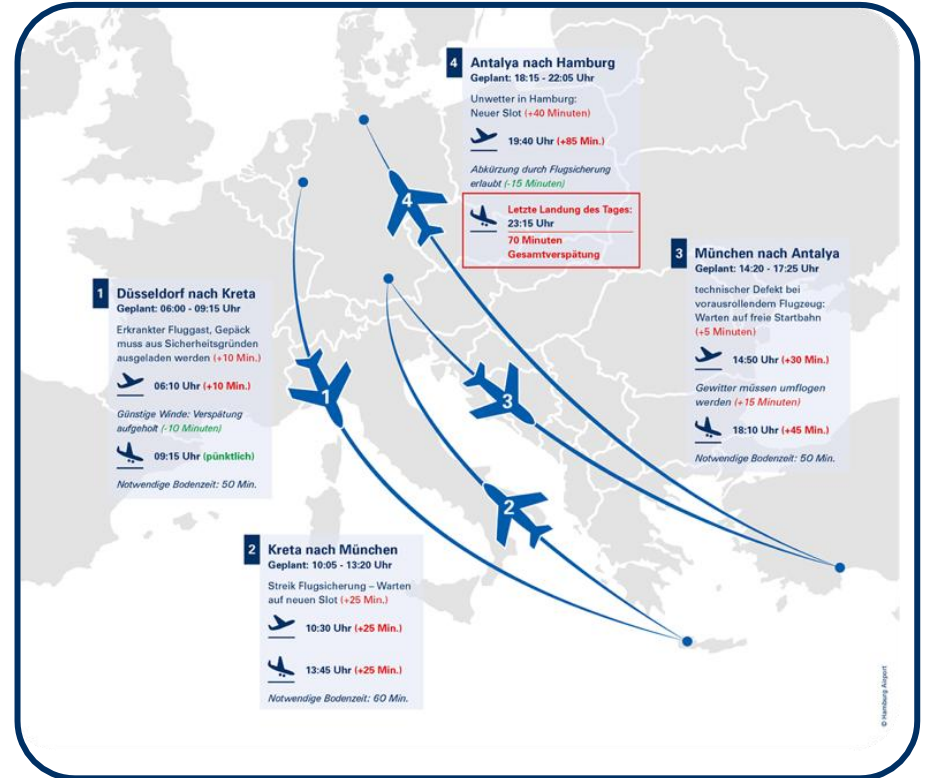 1 Düsseldorf nach Kreta
Geplant: 06:00 - 09:15 Uhr
Erkrankter Fluggast, Gepäck
muss aus Sicherheitsgründen
ausgeladen werden (+10 Min.)
06:10 Uhr (+10 Min.)
Günstige Winde: Verspätung
aufgeholt (-10 Minuten)
09:15 Uhr (pünktlich)
Notwendige Bodenzeit: 50 Min.
2 Kreta nach München
Geplant: 10:05 - 13:20 Uhr
Streik Flugsicherung – Warten
auf neuen Slot (+25 Min.)
10:30 Uhr (+25 Min.)
13:45 Uhr (+25 Min.)
Notwendige Bodenzeit: 60 Min.
3 München nach Antalya
Geplant: 14:20 - 17:25 Uhr
technischer Defekt bei
vorausrollendem Flugzeug:
Warten auf freie Startbahn
(+5 Minuten)
14:50 Uhr (+30 Min.)
Gewitter müssen umflogen
werden (+15 Minuten)
18:10 Uhr (+45 Min.)
Notwendige Bodenzeit: 50 Min.
4 Antalya nach Hamburg
Geplant: 18:15 - 22:05 Uhr
Unwetter in Hamburg:
Neuer Slot (+40 Minuten)
19:40 Uhr (+85 Min.)
Abkürzung durch Flugsicherung
erlaubt (-15 Minuten)
Letzte Landung des Tages:
23:15 Uhr
70 Minuten
Gesamtverspätung
1
2
3
4
© Hamburg Airport